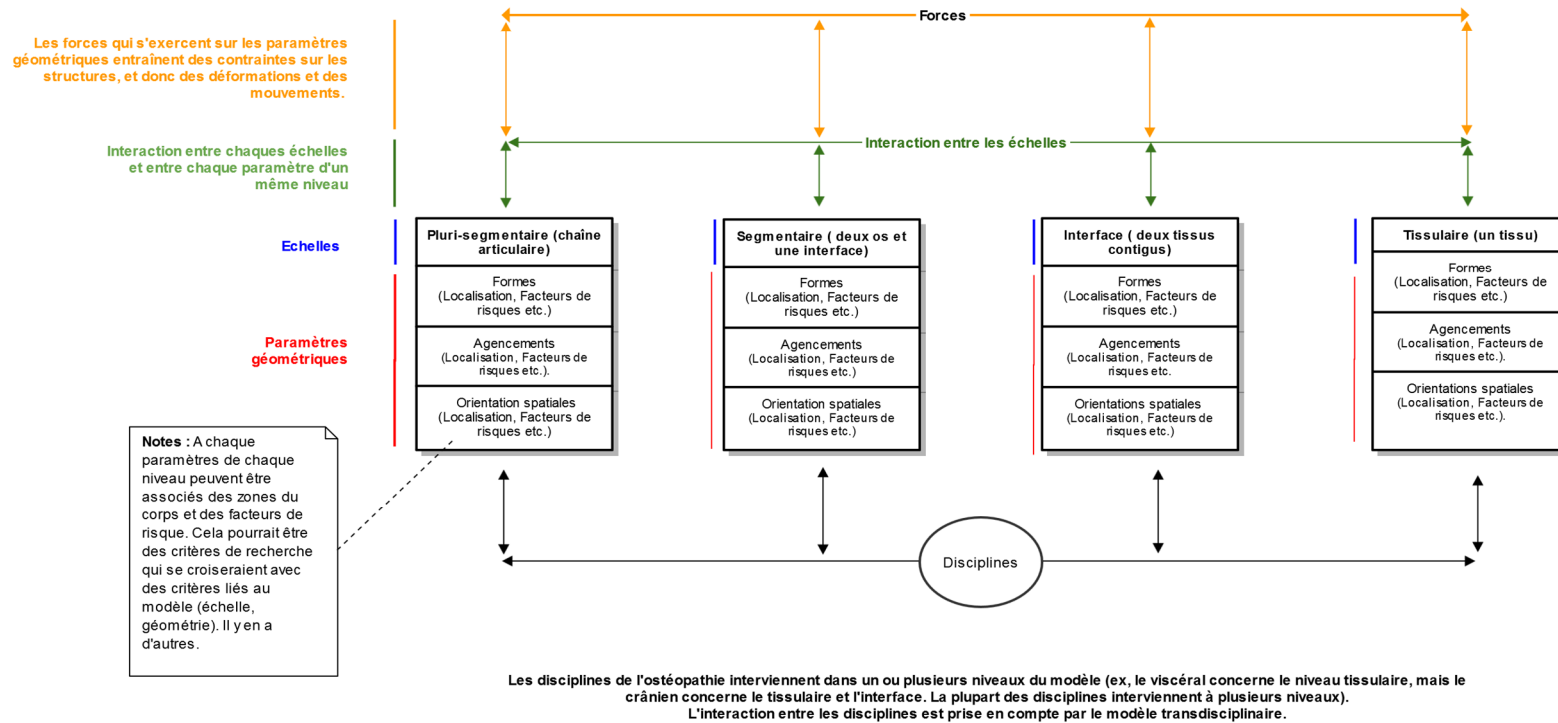 Forces
Les forces qui s'exercent sur les paramètres
géométriques entraînent des contraintes sur les
structures, et donc des déformations et des
mouvements.
Interaction entre chaques échelles
et entre chaque paramètre d'un
même niveau
Interaction entre les échelles
Echelles
Pluri-segmentaire (chaîne
articulaire)
Segmentaire ( deux os et
une interface)
Interface ( deux tissus
contigus)
Tissulaire (un tissu)
Paramètres
géométriques
Formes
(Localisation, Facteurs de
risques etc.)
Agencements
(Localisation, Facteurs de
risques etc.).
Orientation spatiales
(Localisation, Facteurs de
risques etc.)
Formes
(Localisation, Facteurs de
risques etc.)
Agencements
(Localisation, Facteurs de
risques etc.)
Orientation spatiales
(Localisation, Facteurs de
risques etc.)
Formes
(Localisation, Facteurs de
risques etc.)
Agencements
(Localisation, Facteurs de
risques etc.
Orientations spatiales
(Localisation, Facteurs de
risques etc.)
Formes
(Localisation, Facteurs de
risques etc.)
Agencements
(Localisation, Facteurs de
risques etc.).
Orientations spatiales
(Localisation, Facteurs de
risques etc.).
Notes : A chaque
paramètres de chaque
niveau peuvent être
associés des zones du
corps et des facteurs de
risque. Cela pourrait être
des critères de recherche
qui se croiseraient avec
des critères liés au
modèle (échelle,
géométrie). Il y en a
d'autres.
Disciplines
Les disciplines de l'ostéopathie interviennent dans un ou plusieurs niveaux du modèle (ex, le viscéral concerne le niveau tissulaire, mais le
crânien concerne le tissulaire et l'interface. La plupart des disciplines interviennent à plusieurs niveaux).
L'interaction entre les disciplines est prise en compte par le modèle transdisciplinaire.